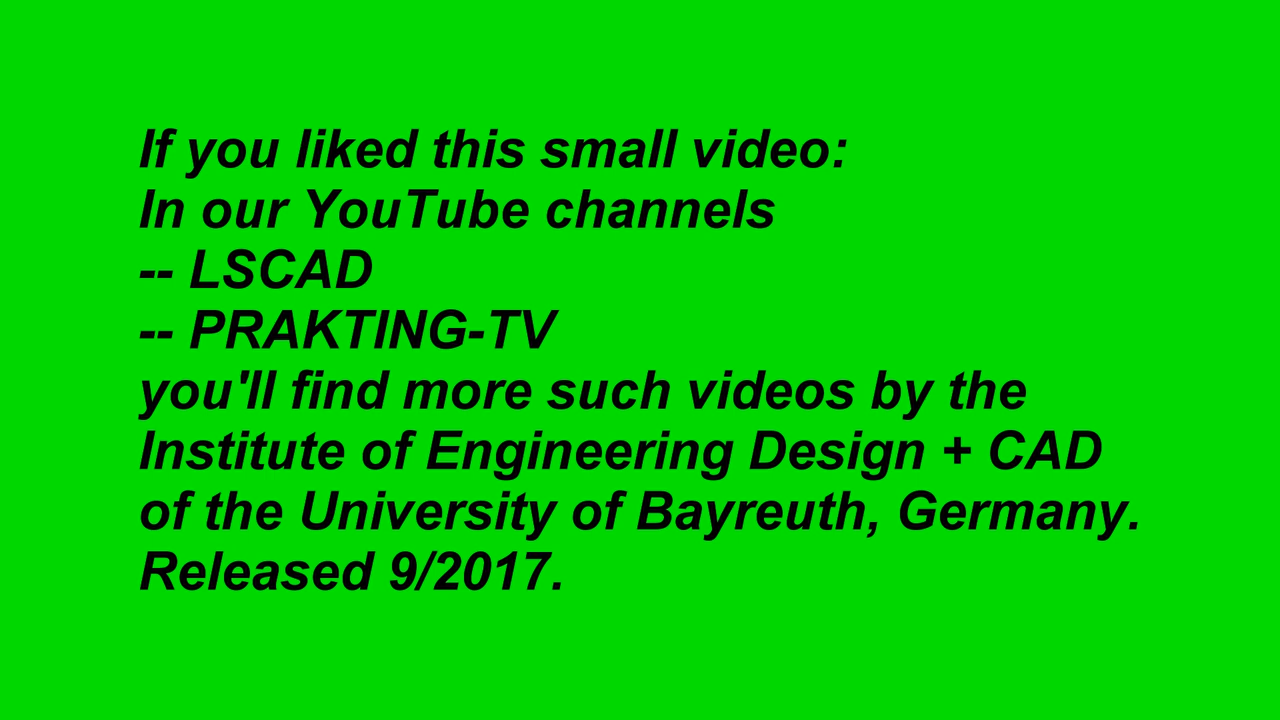 If you liked this small video:
In our YouTube channels
-- LSCAD
-- PRAKTING-TV
you'll find more such videos by the
Institute of Engineering Design + CAD
of the University of Bayreuth, Germany.
Released 9/2017.